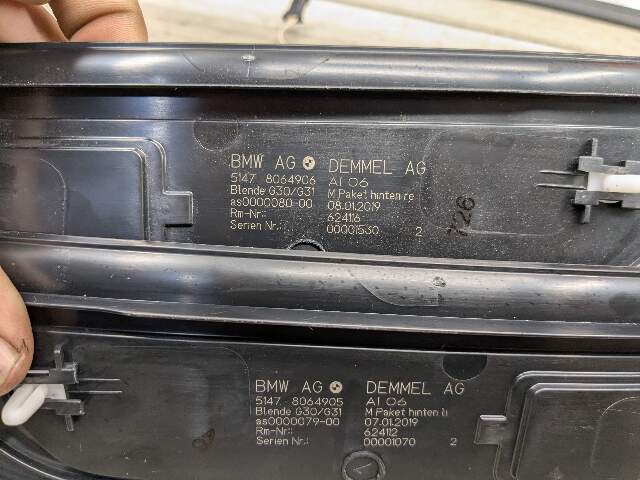 BMW AG DEMMEL AG
5147 8064906 AI 06
Blende G30/G31 M Paket hinten re
as0000080-00 08.01.2019
Rm-Nr.: 624116
Serien Nr.: 00001530 2
726
BMW AG DEMMEL AG
5147 8064905 AI 06
Blende G30/G31 M Paket hinten li
as0000079-00 07.01.2019
Rm-Nr.: 624112
Serien Nr.: 00001070 2